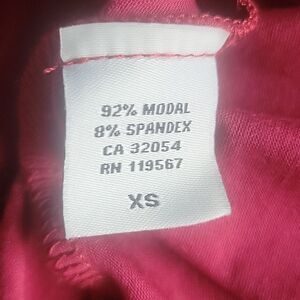 92% MODAL
8% SPANDEX
CA 32054
RN 119567
XS